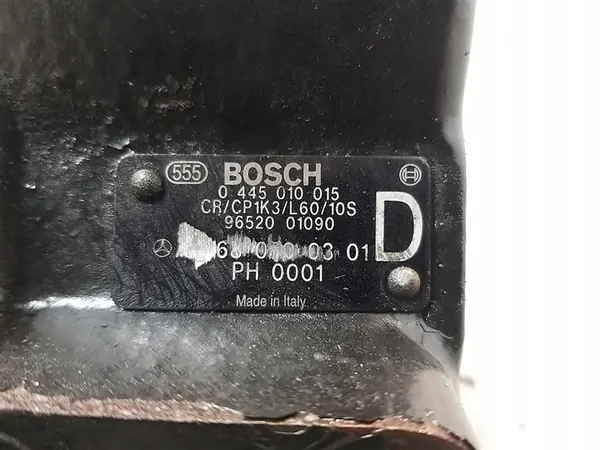 555 BOSCH
0 445 010 015
CR/CP1K3/L60/10S
96520 01090
03 01
D
PH 0001
Made in Italy.